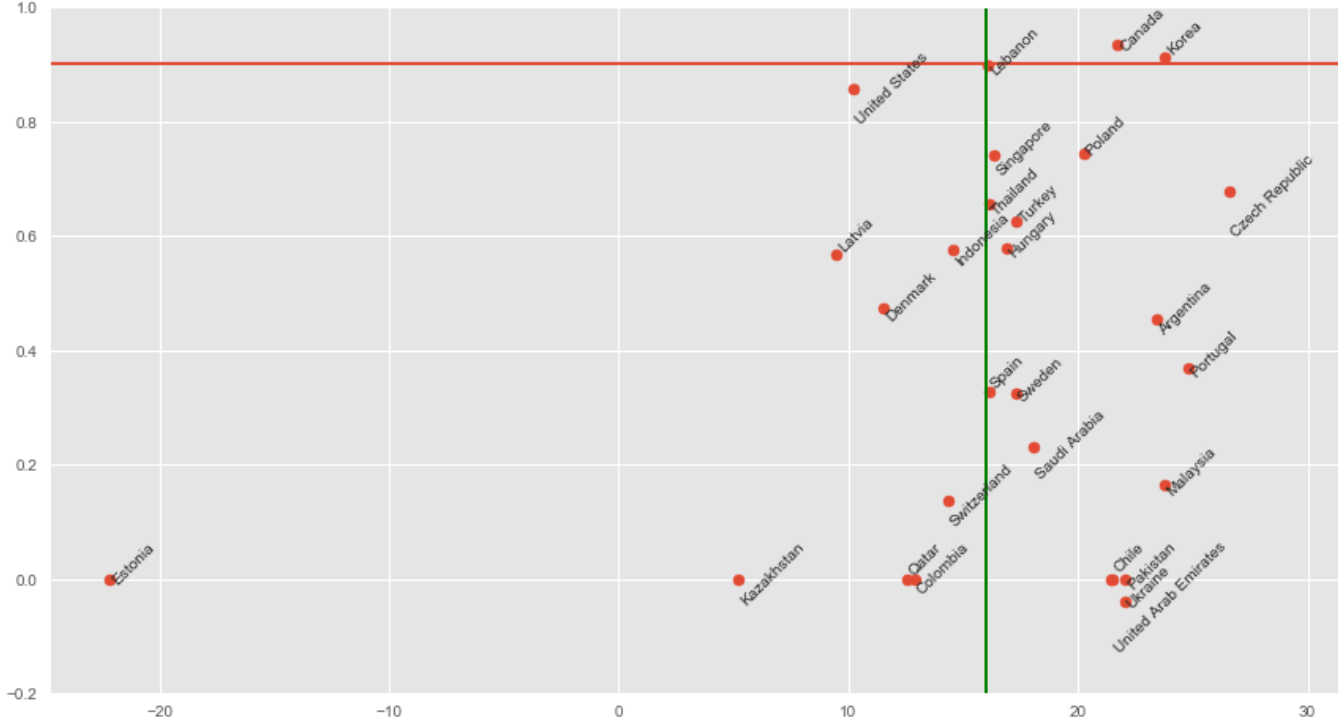 1.0
Canada
Korea
Lebanon
United States
0.8
Singapore
Poland
Thailand
Turkey
Czech Republic
0.6
Latvia
Indonesia
Hungary
Denmark
Argentina
0.4
Spain
Sweden
Portugal
Saudi Arabia
0.2
Switzerland
Malaysia
0.0
Estonia
Kazakhstan
Qatar
Colombia
Chile
Pakistan
Ukraine
United Arab Emirates
−0.2
−20
−10
0
10
20
30